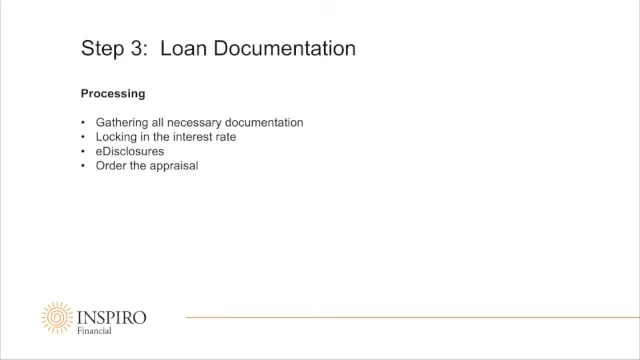 Step 3:  Loan Documentation
Processing
• Gathering all necessary documentation
• Locking in the interest rate
• eDisclosures
• Order the appraisal
INSPIRO
Financial